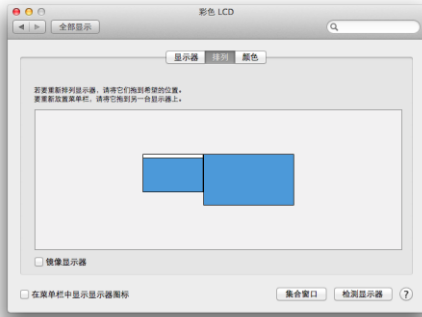 彩色 LCD
全部显示
显示器 排列 颜色
若要重新排列显示器，请将它们拖到希望的位置。
要重新放置菜单栏，请将它拖到另一台显示器上。
镜像显示器
在菜单栏中显示显示器图标
集合窗口 检测显示器 ?